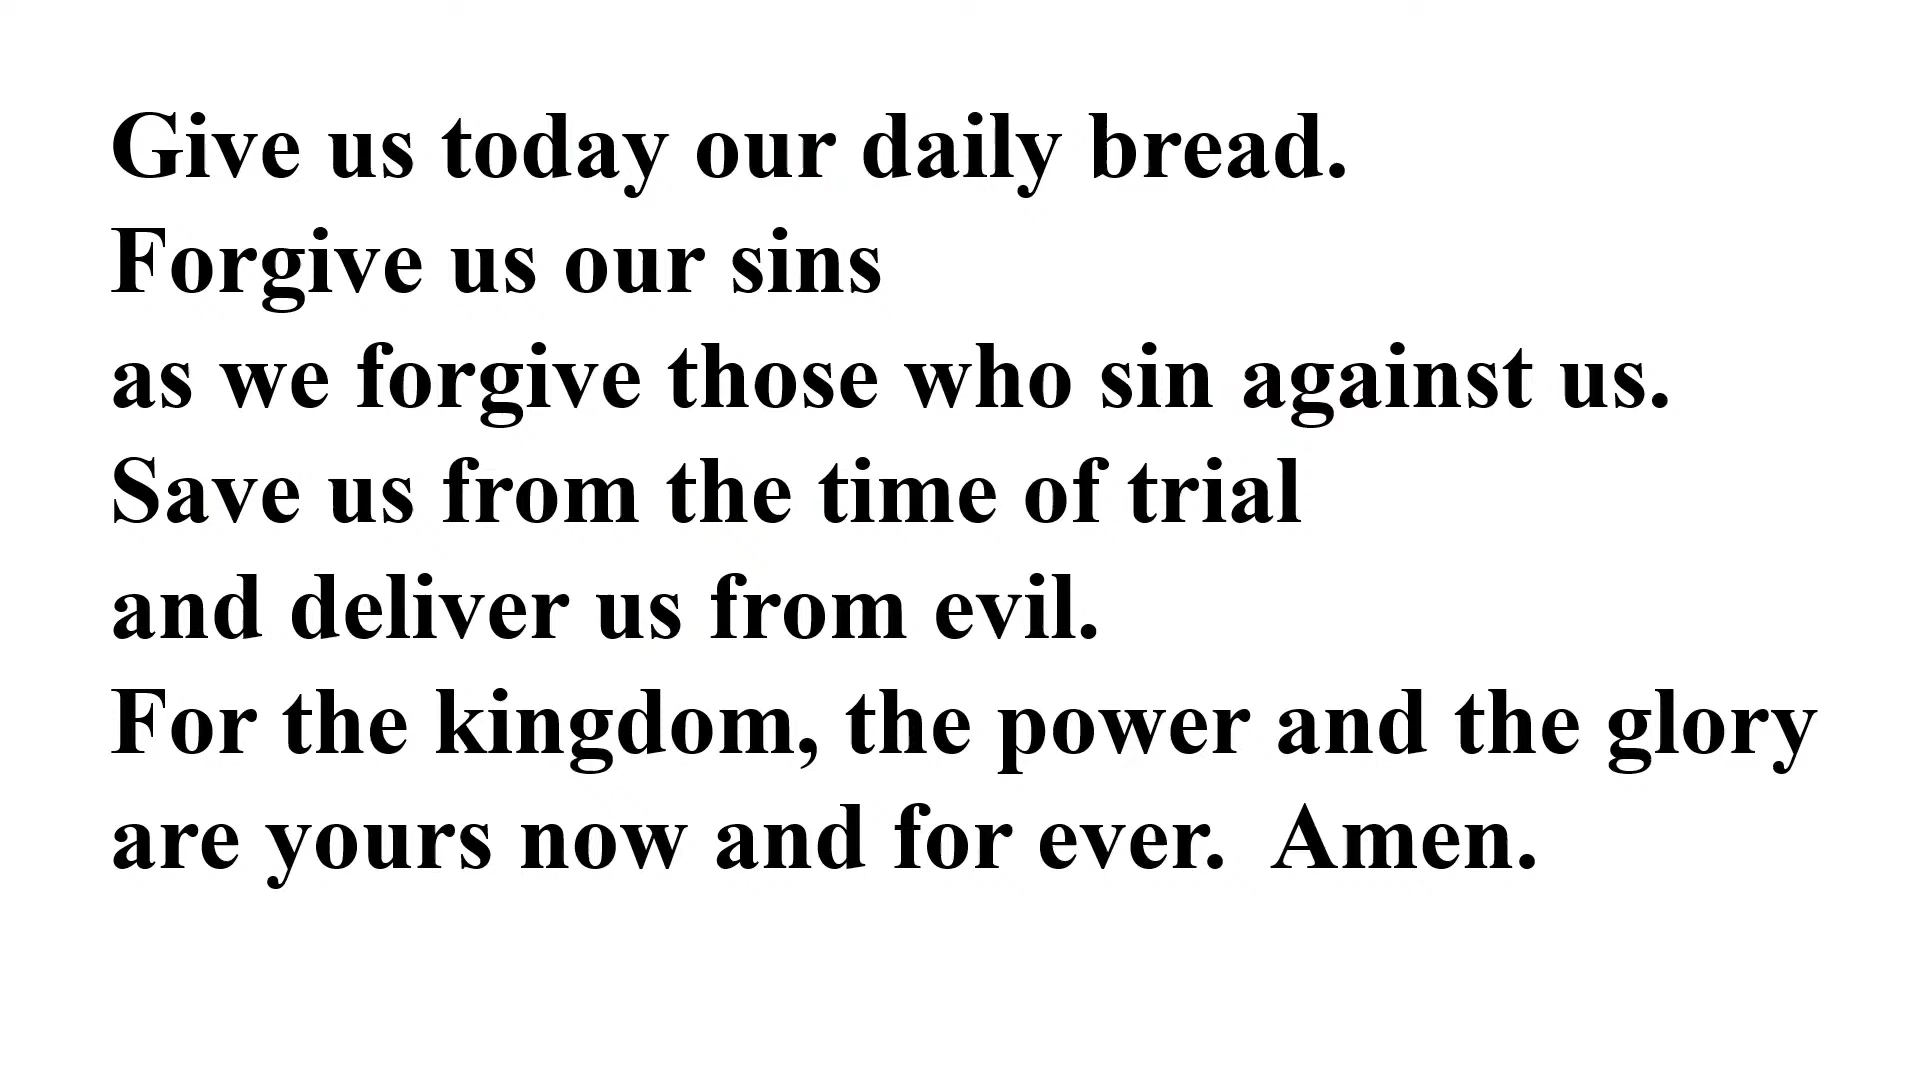 Give us today our daily bread.
Forgive us our sins
as we forgive those who sin against us.
Save us from the time of trial
and deliver us from evil.
For the kingdom, the power and the glory
are yours now and for ever.  Amen.